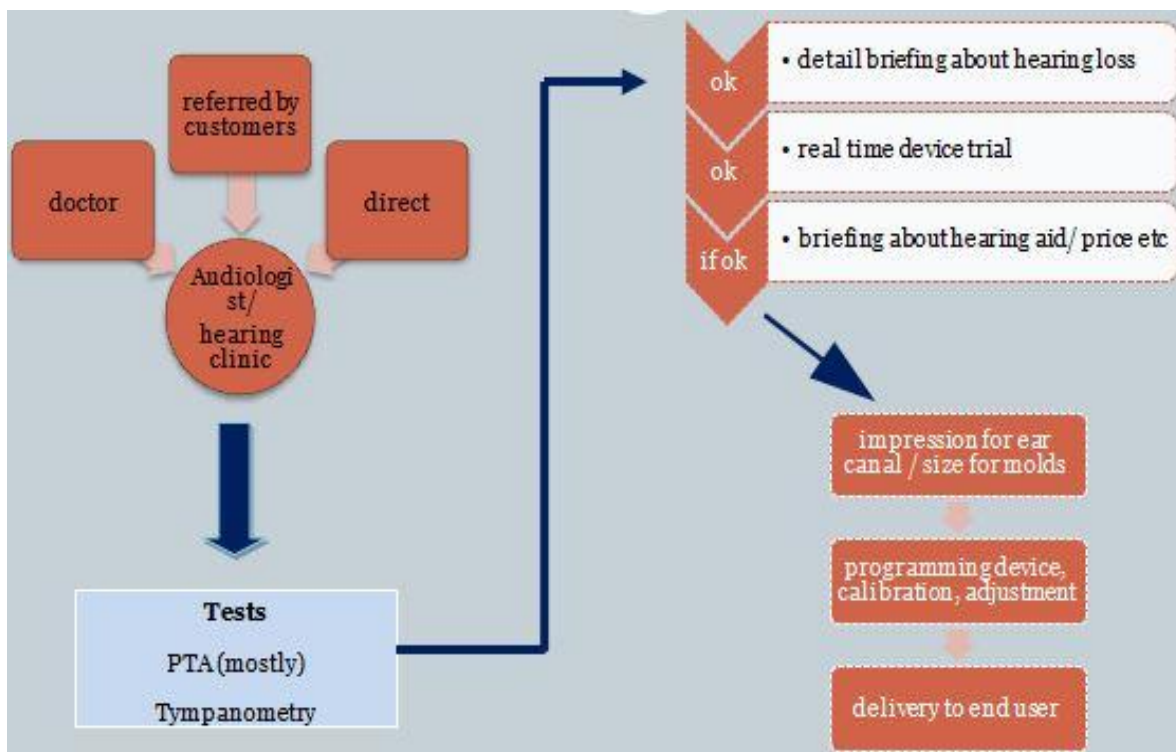 referred by
customers
doctor
direct
Audiologi
st/
hearing
clinic
Tests
PTA (mostly)
Tympanometry
ok
• detail briefing about hearing loss
ok
• real time device trial
if ok
• briefing about hearing aid/ price etc
impression for ear
canal / size for molds
programming device,
calibration, adjustment
delivery to end user